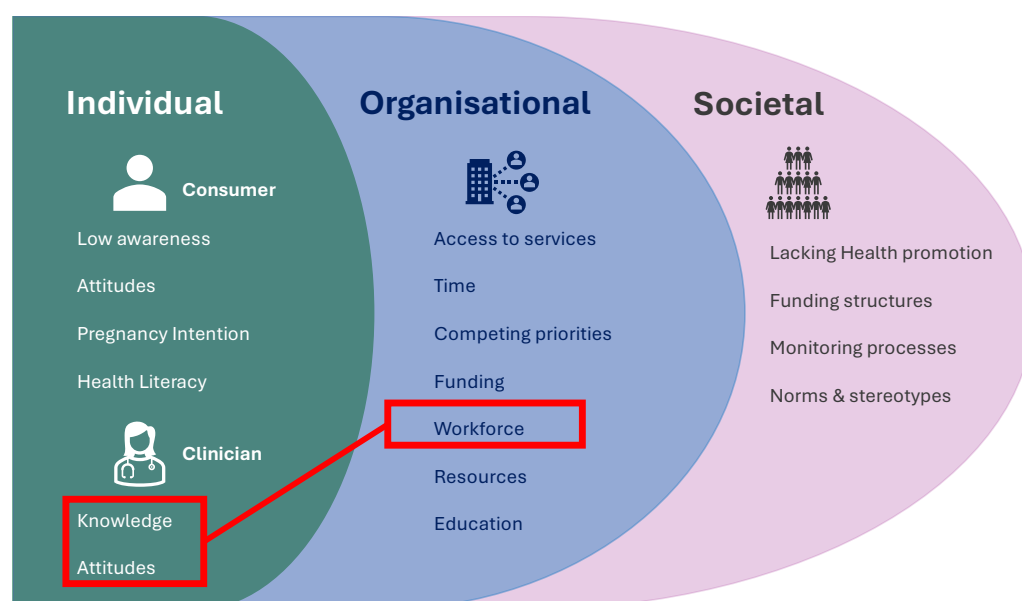 Individual
Consumer
Low awareness
Attitudes
Pregnancy Intention
Health Literacy
Clinician
Knowledge
Attitudes
Organisational
Access to services
Time
Competing priorities
Funding
Workforce
Resources
Education
Societal
Lacking Health promotion
Funding structures
Monitoring processes
Norms & stereotypes